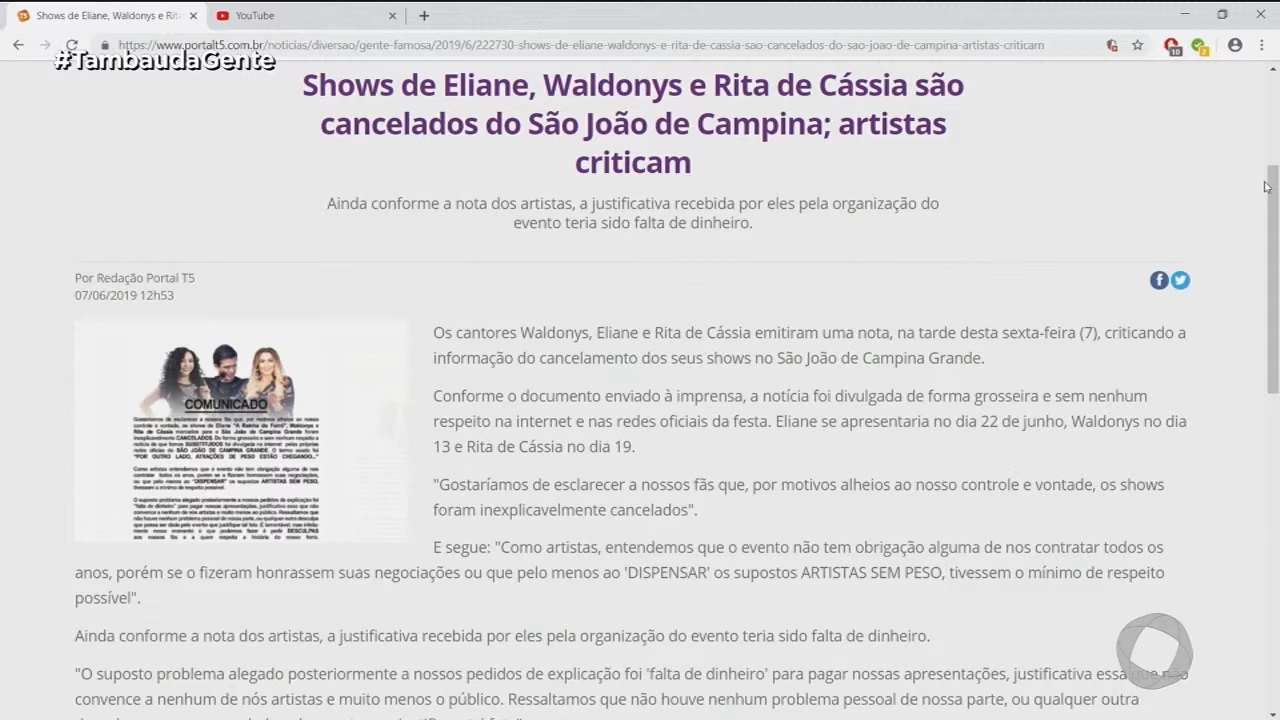 Shows de Eliane, Waldonys e Rita
YouTube
https://www.portalt5.com.br/noticias/diversao/gente-famosa/2019/6/222730-shows-de-eliane-waldonys-e-rita-de-cassia-sao-cancelados-do-sao-joao-de-campina-artistas-criticam
#TambaudaGente
Shows de Eliane, Waldonys e Rita de Cássia são
cancelados do São João de Campina; artistas
criticam
Ainda conforme a nota dos artistas, a justificativa recebida por eles pela organização do
evento teria sido falta de dinheiro.
Por Redação Portal T5
07/06/2019 12h53
COMUNICADO
Os cantores Waldonys, Eliane e Rita de Cássia emitiram uma nota, na tarde desta sexta-feira (7), criticando a
informação do cancelamento dos seus shows no São João de Campina Grande.
Conforme o documento enviado à imprensa, a notícia foi divulgada de forma grosseira e sem nenhum
respeito na internet e nas redes oficiais da festa. Eliane se apresentaria no dia 22 de junho, Waldonys no dia
13 e Rita de Cássia no dia 19.
"Gostaríamos de esclarecer a nossos fãs que, por motivos alheios ao nosso controle e vontade, os shows
foram inexplicavelmente cancelados".
E segue: "Como artistas, entendemos que o evento não tem obrigação alguma de nos contratar todos os
anos, porém se o fizeram honrassem suas negociações ou que pelo menos ao 'DISPENSAR' os supostos ARTISTAS SEM PESO, tivessem o mínimo de respeito
possível".
Ainda conforme a nota dos artistas, a justificativa recebida por eles pela organização do evento teria sido falta de dinheiro.
"O suposto problema alegado posteriormente a nossos pedidos de explicação foi 'falta de dinheiro' para pagar nossas apresentações, justificativa essa que não
convence a nenhum de nós artistas e muito menos o público. Ressaltamos que não houve nenhum problema pessoal de nossa parte, ou qualquer outra